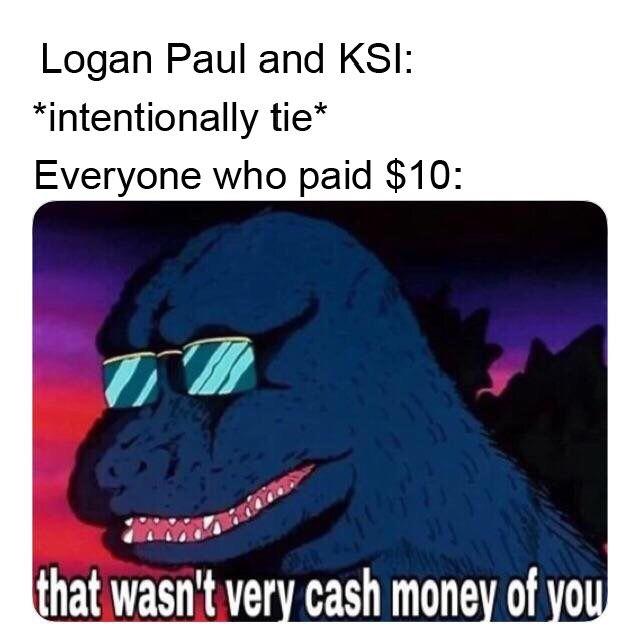 Logan Paul and KSI:
*intentionally tie*
Everyone who paid $10:
that wasn't very cash money of you